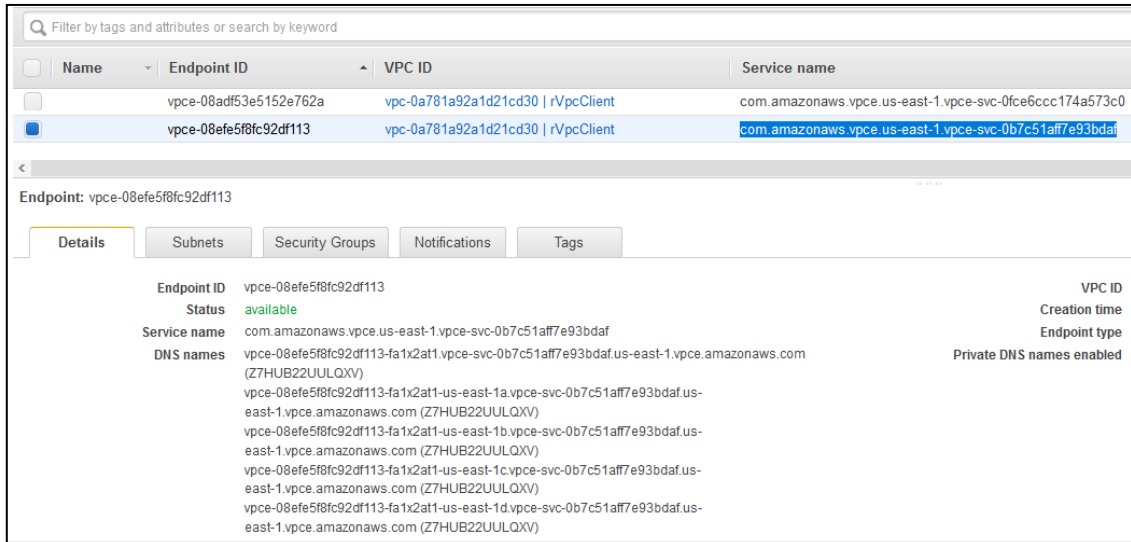 Filter by tags and attributes or search by keyword
Name Endpoint ID VPC ID Service name
vpce-08adf53e5152e762a vpc-0a781a92a1d21cd30 | rVpcClient com.amazonaws.vpce.us-east-1.vpce-svc-0fce6ccc174a573c0
vpce-08efe5f8fc92df113 vpc-0a781a92a1d21cd30 | rVpcClient com.amazonaws.vpce.us-east-1.vpce-svc-0b7c51aff7e93bdaf
Endpoint: vpce-08efe5f8fc92df113
Details Subnets Security Groups Notifications Tags
Endpoint ID vpce-08efe5f8fc92df113 VPC ID
Status available Creation time
Service name com.amazonaws.vpce.us-east-1.vpce-svc-0b7c51aff7e93bdaf Endpoint type
DNS names vpce-08efe5f8fc92df113-fa1x2at1.vpce-svc-0b7c51aff7e93bdaf.us-east-1.vpce.amazonaws.com Private DNS names enabled
(Z7HUB22UULQXV)
vpce-08efe5f8fc92df113-fa1x2at1-us-east-1a.vpce-svc-0b7c51aff7e93bdaf.us-
east-1.vpce.amazonaws.com (Z7HUB22UULQXV)
vpce-08efe5f8fc92df113-fa1x2at1-us-east-1b.vpce-svc-0b7c51aff7e93bdaf.us-
east-1.vpce.amazonaws.com (Z7HUB22UULQXV)
vpce-08efe5f8fc92df113-fa1x2at1-us-east-1c.vpce-svc-0b7c51aff7e93bdaf.us-
east-1.vpce.amazonaws.com (Z7HUB22UULQXV)
vpce-08efe5f8fc92df113-fa1x2at1-us-east-1d.vpce-svc-0b7c51aff7e93bdaf.us-
east-1.vpce.amazonaws.com (Z7HUB22UULQXV)